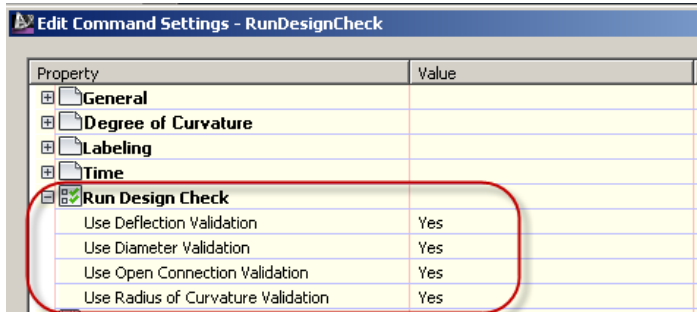 Edit Command Settings - RunDesignCheck
Property Value
General
Degree of Curvature
Labeling
Time
Run Design Check
Use Deflection Validation Yes
Use Diameter Validation Yes
Use Open Connection Validation Yes
Use Radius of Curvature Validation Yes